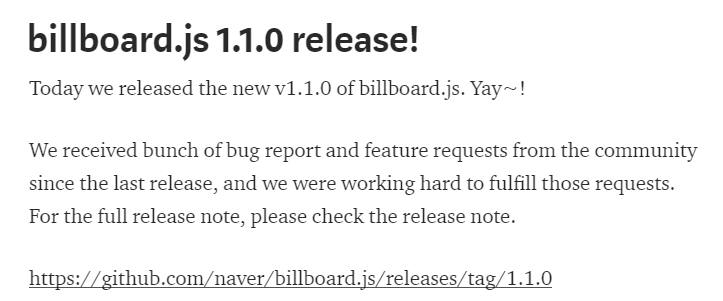 billboard.js 1.1.0 release!
Today we released the new v1.1.0 of billboard.js. Yay~!
We received bunch of bug report and feature requests from the community
since the last release, and we were working hard to fulfill those requests.
For the full release note, please check the release note.
https://github.com/naver/billboard.js/releases/tag/1.1.0